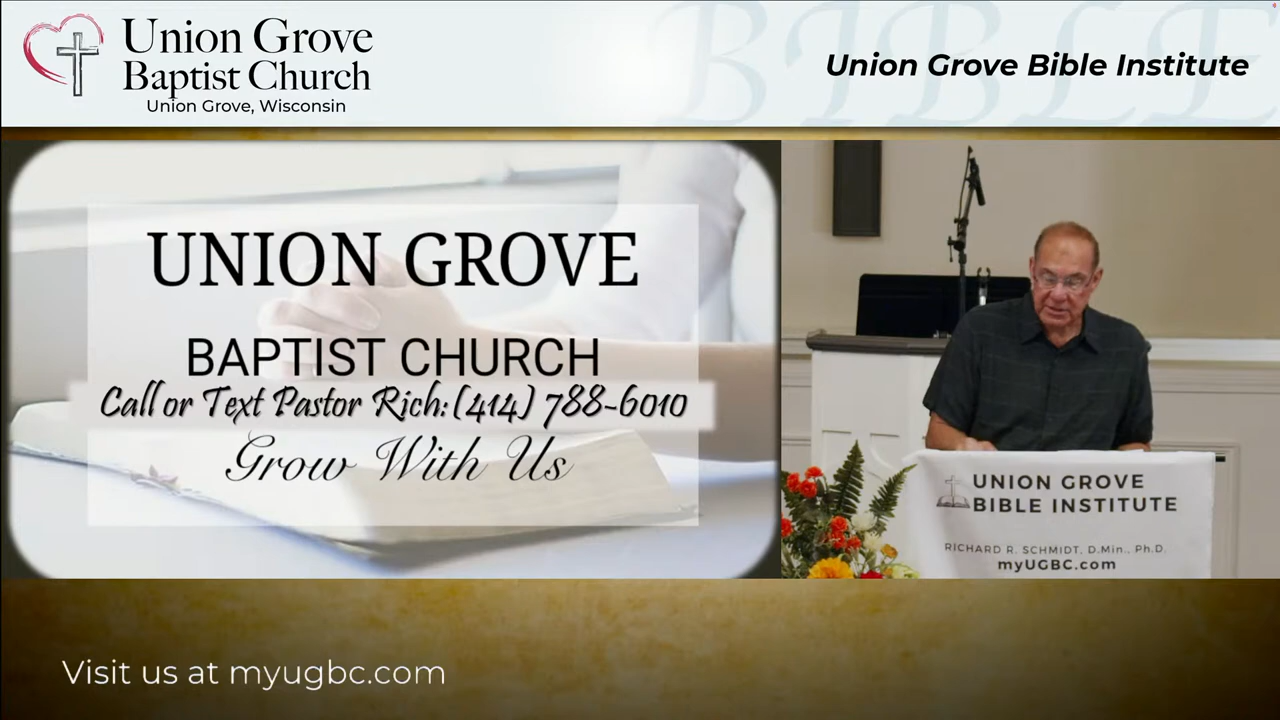 Union Grove
Baptist Church
Union Grove, Wisconsin
BIBLE
Union Grove Bible Institute
UNION GROVE
BAPTIST CHURCH
Call or Text Pastor Rich: (414) 788-6010
Grow With Us
UNION GROVE
BIBLE INSTITUTE
RICHARD R. SCHMIDT, D.Min., Ph.D.
myUGBC.com
Visit us at myugbc.com